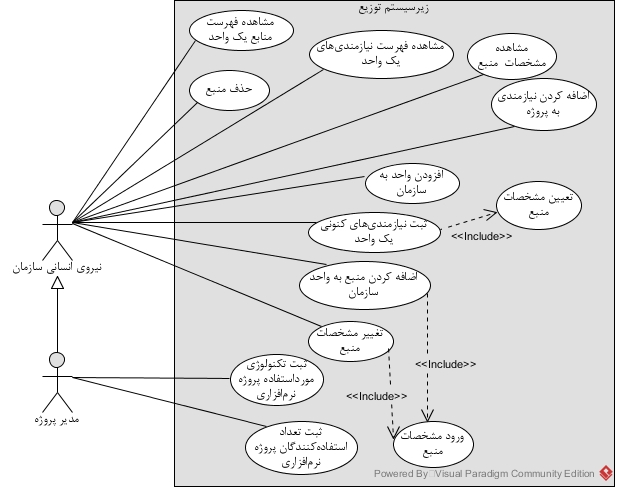 زیرسیستم توزیع
مشاهده فهرست
منابع یک واحد
مشاهده فهرست نیازمندی‌های
یک واحد
مشاهده
مشخصات منبع
حذف منبع
اضافه کردن نیازمندی
به پروژه
افزودن واحد به
سازمان
تعیین مشخصات
منبع
ثبت نیازمندی‌های کنونی
یک واحد
<<Include>>
نیروی انسانی سازمان
اضافه کردن منبع به واحد
سازمان
تغییر مشخصات
منبع
<<Include>>
ثبت تکنولوژی
مورداستفاده پروژه
نرم‌افزاری
<<Include>>
مدیر پروژه
ثبت تعداد
استفاده‌کنندگان پروژه
نرم‌افزاری
ورود مشخصات
منبع
Powered By Visual Paradigm Community Edition